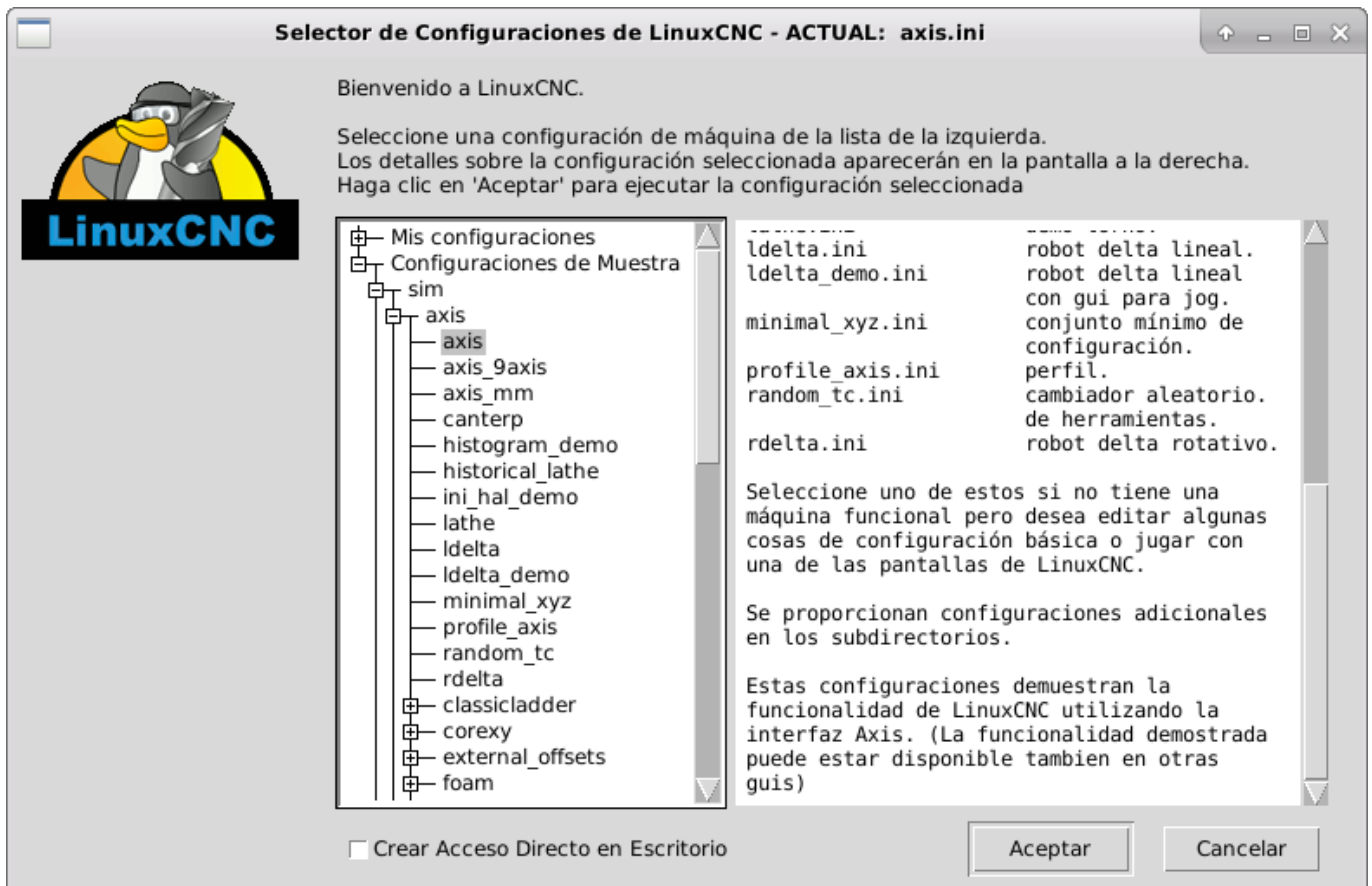 Selector de Configuraciones de LinuxCNC - ACTUAL: axis.ini
Bienvenido a LinuxCNC.
Seleccione una configuración de máquina de la lista de la izquierda.
Los detalles sobre la configuración seleccionada aparecerán en la pantalla a la derecha.
Haga clic en 'Aceptar' para ejecutar la configuración seleccionada
LinuxCNC
Mis configuraciones
Configuraciones de Muestra
sim
axis
axis
axis_9axis
axis_mm
canterp
histogram_demo
historical_lathe
ini_hal_demo
lathe
ldelta
ldelta_demo
minimal_xyz
profile_axis
random_tc
rdelta
classicladder
corexy
external_offsets
foam
ldelta.ini robot delta lineal.
ldelta_demo.ini robot delta lineal
con gui para jog.
minimal_xyz.ini conjunto mínimo de
configuración.
profile_axis.ini perfil.
random_tc.ini cambiador aleatorio.
de herramientas.
rdelta.ini robot delta rotativo.
Seleccione uno de estos si no tiene una
máquina funcional pero desea editar algunas
cosas de configuración básica o jugar con
una de las pantallas de LinuxCNC.
Se proporcionan configuraciones adicionales
en los subdirectorios.
Estas configuraciones demuestran la
funcionalidad de LinuxCNC utilizando la
interfaz Axis. (La funcionalidad demostrada
puede estar disponible tambien en otras
guis)
Crear Acceso Directo en Escritorio
Aceptar
Cancelar